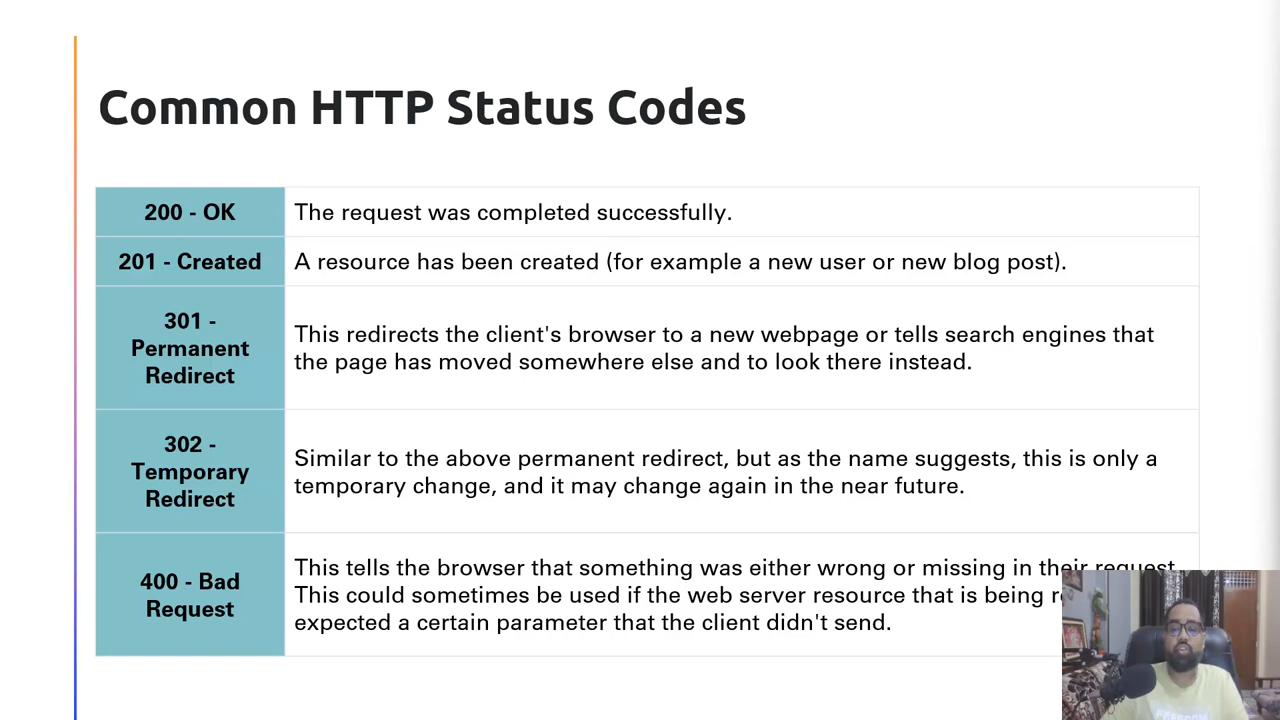 Common HTTP Status Codes
200 - OK
The request was completed successfully.
201 - Created
A resource has been created (for example a new user or new blog post).
301 -
Permanent
Redirect
This redirects the client's browser to a new webpage or tells search engines that
the page has moved somewhere else and to look there instead.
302 -
Temporary
Redirect
Similar to the above permanent redirect, but as the name suggests, this is only a
temporary change, and it may change again in the near future.
400 - Bad
Request
This tells the browser that something was either wrong or missing in their request.
This could sometimes be used if the web server resource that is being
expected a certain parameter that the client didn't send.